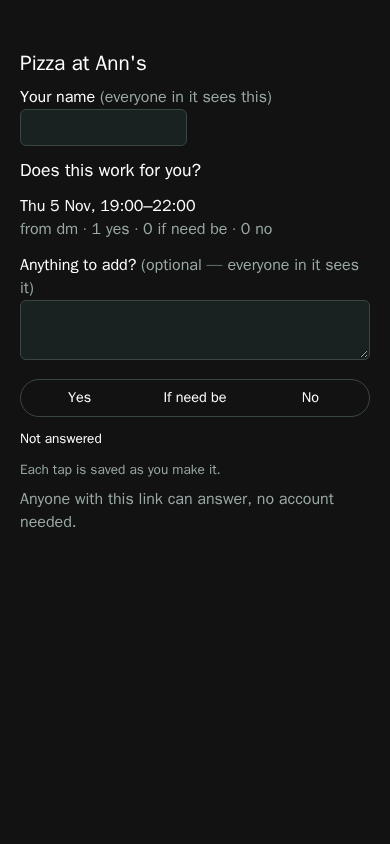 Pizza at Ann's
Your name (everyone in it sees this)
Does this work for you?
Thu 5 Nov, 19:00–22:00
from dm · 1 yes · 0 if need be · 0 no
Anything to add? (optional — everyone in it sees
it)
Yes If need be No
Not answered
Each tap is saved as you make it.
Anyone with this link can answer, no account
needed.